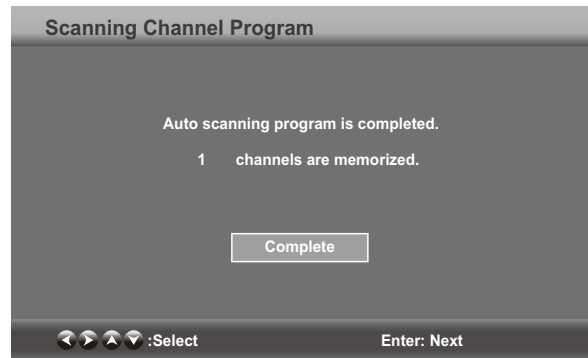 Scanning Channel Program
Auto scanning program is completed.
1 channels are memorized.
Complete
:Select Enter: Next